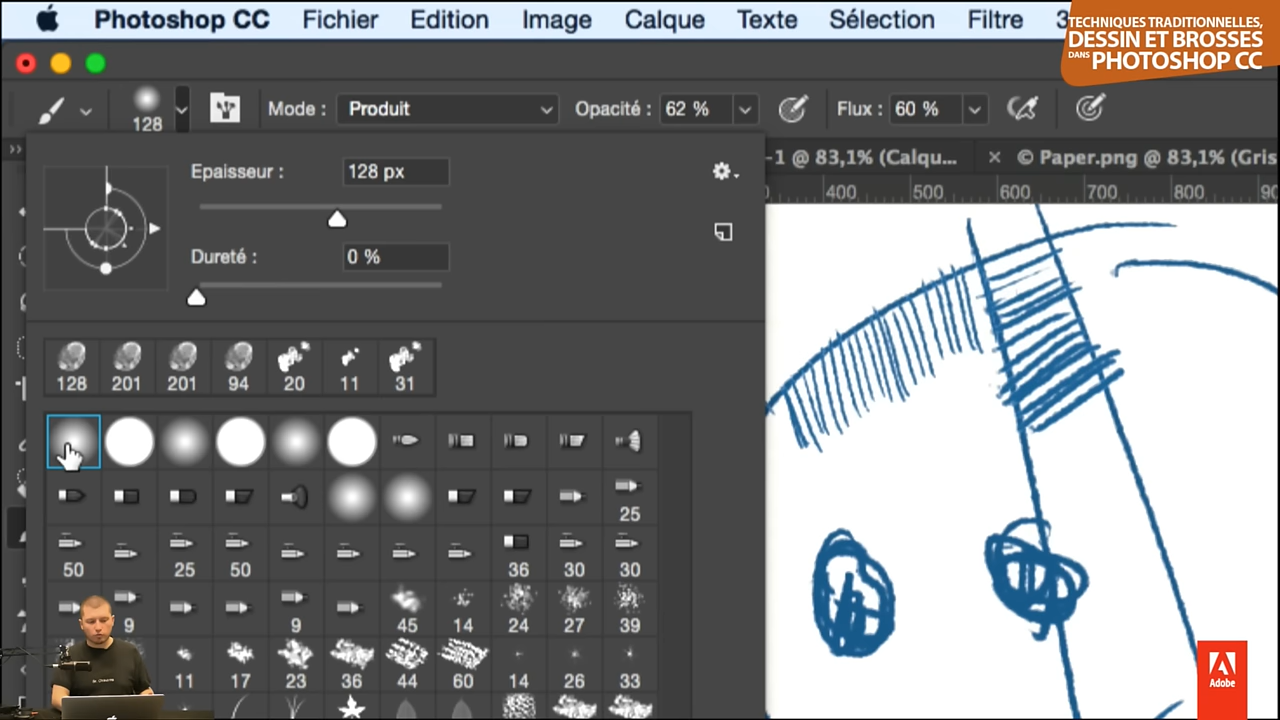 Photoshop CC Fichier Edition Image Calque Texte Sélection Filtre 3
TECHNIQUES TRADITIONNELLES,
DESSIN ET BROSSES
DANS PHOTOSHOP CC
128 Mode : Produit Opacité : 62 % Flux : 60 %
-1 @ 83,1% (Calqu... × © Paper.png @ 83,1% (Gris
400 500 600 700 800 90
Epaisseur : 128 px
Dureté : 0 %
128 201 201 94 20 11 31
25
50 25 50 36 30 30
9 9 45 14 24 27 39
11 17 23 36 44 60 14 26 33
Adobe